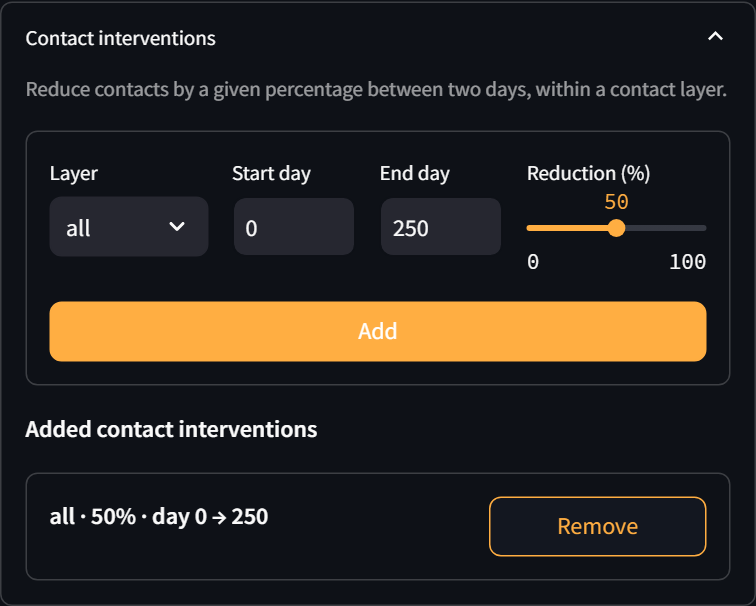 Contact interventions
Reduce contacts by a given percentage between two days, within a contact layer.
Layer Start day End day Reduction (%)
50
all 0 250
0 100
Add
Added contact interventions
all · 50% · day 0 → 250
Remove